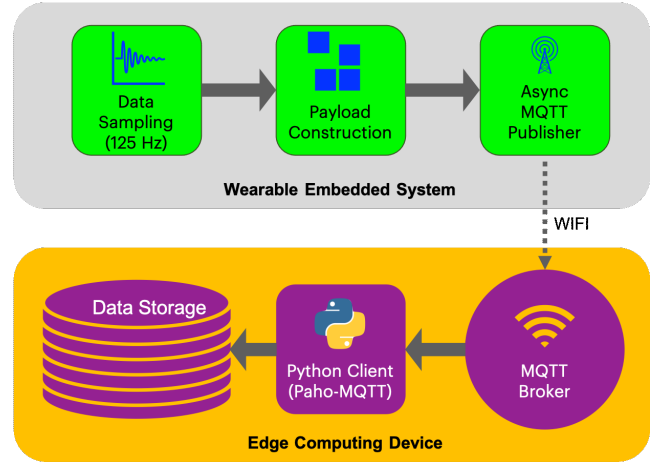 Data
Sampling
(125 Hz)
Payload
Construction
Async
MQTT
Publisher
Wearable Embedded System
WIFI
Data Storage
Python Client
(Paho-MQTT)
MQTT
Broker
Edge Computing Device